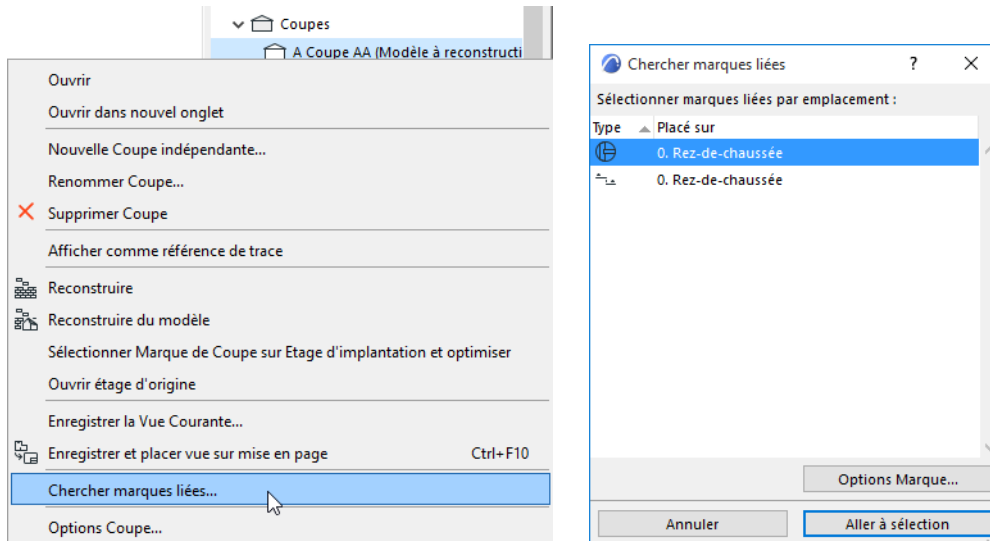 Coupes
A Coupe AA (Modèle à reconstructi
Ouvrir
Ouvrir dans nouvel onglet
Nouvelle Coupe indépendante...
Renommer Coupe...
Supprimer Coupe
Afficher comme référence de trace
Reconstruire
Reconstruire du modèle
Sélectionner Marque de Coupe sur Etage d'implantation et optimiser
Ouvrir étage d'origine
Enregistrer la Vue Courante...
Enregistrer et placer vue sur mise en page Ctrl+F10
Chercher marques liées...
Options Coupe...
Chercher marques liées ?
Sélectionner marques liées par emplacement :
Type Placé sur
0. Rez-de-chaussée
0. Rez-de-chaussée
Options Marque...
Annuler Aller à sélection